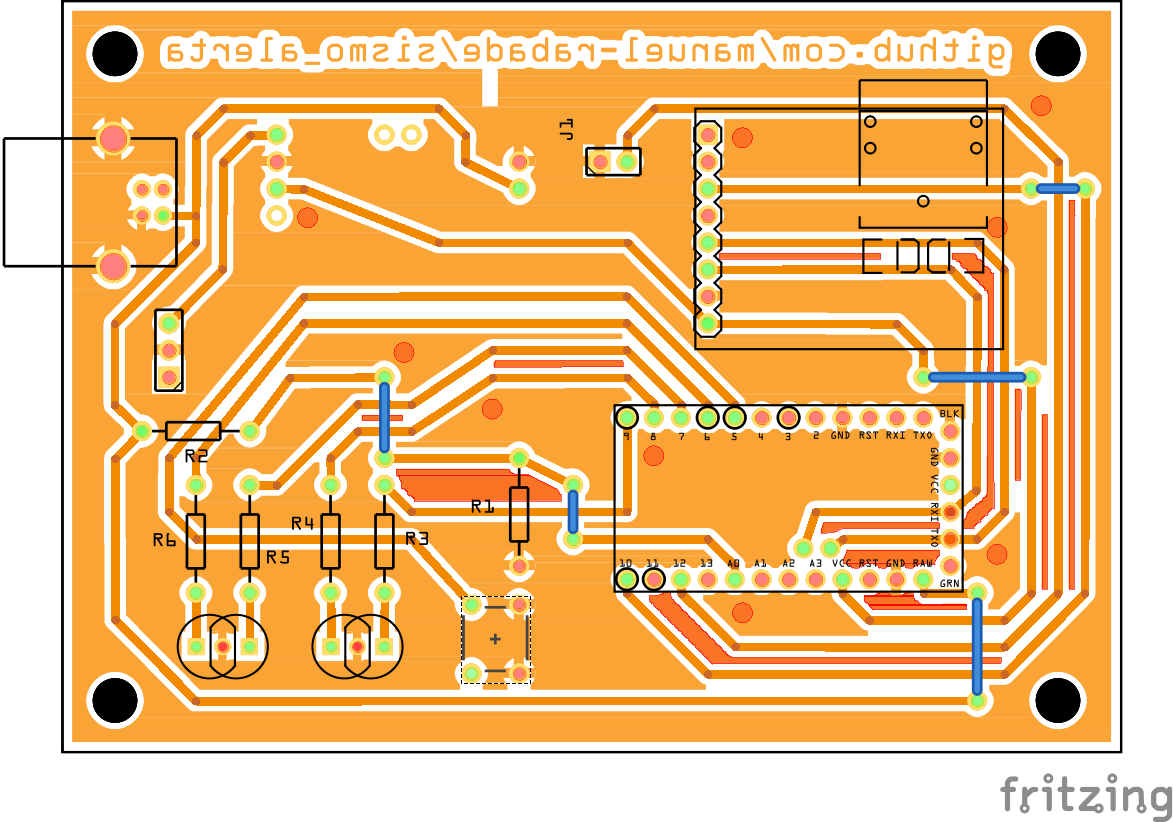 github.com/manuel-rabade/sismo_alerta
J1
R2
9 8 7 6 5 4 3 2 GND RST RXI TXO BLK
GND VCC RXI TXO
R1
R4 R3
R6 R5
10 11 12 13 A0 A1 A2 A3 VCC RST GND RAW
GRN
fritzing